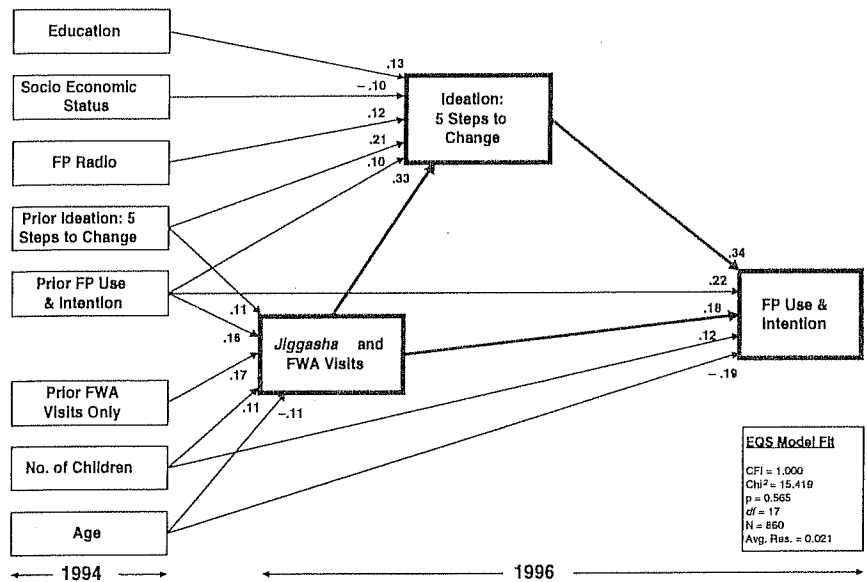 Education
Socio Economic
Status
FP Radio
Prior Ideation: 5
Steps to Change
Prior FP Use
& Intention
Prior FWA
Visits Only
No. of Children
Age
.13
– .10
.12
.21
.10
.33
Ideation:
5 Steps to
Change
.11
.16
.17
.11
–.11
Jiggasha and
FWA Visits
.34
.22
.18
.12
– .19
FP Use &
Intention
EQS Model Fit
CFI = 1.000
Chi² = 15.419
p = 0.565
df = 17
N = 860
Avg. Res. = 0.021
1994
1996